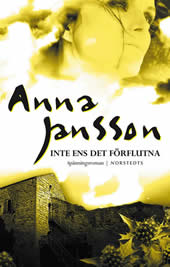 Anna
Jansson
INTE ENS DET FÖRFLUTNA
Spänningsroman | NORSTEDTS